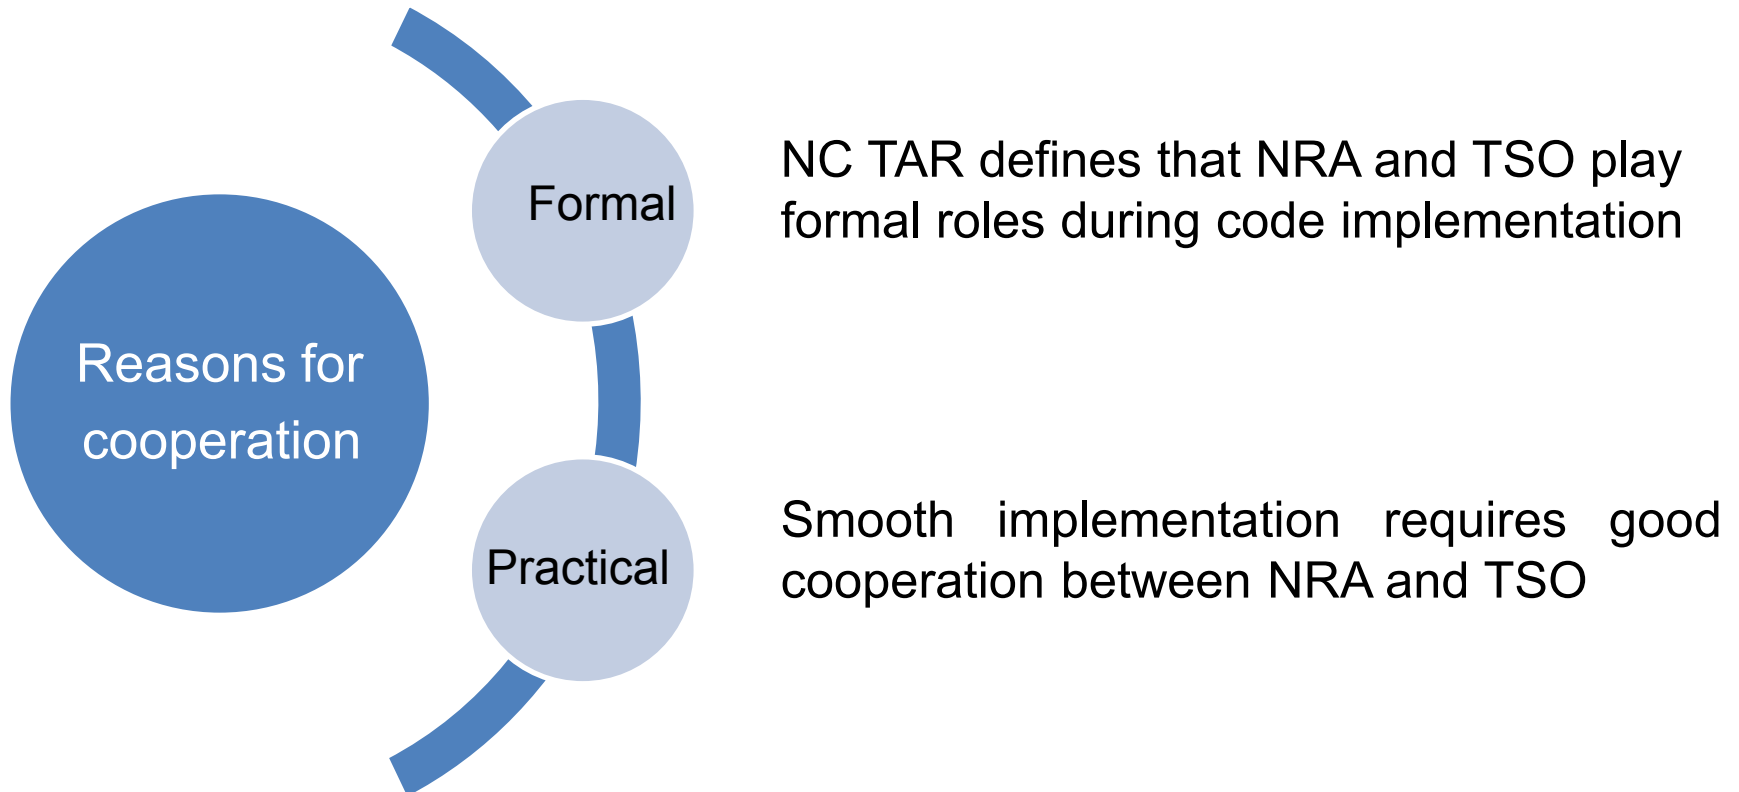 Reasons for
cooperation
Formal
NC TAR defines that NRA and TSO play
formal roles during code implementation
Practical
Smooth implementation requires good
cooperation between NRA and TSO